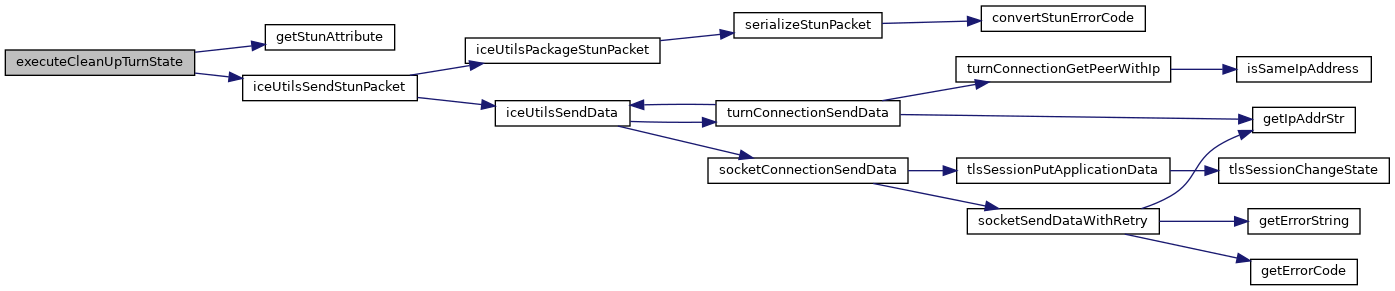 executeCleanUpTurnState
getStunAttribute
iceUtilsSendStunPacket
iceUtilsPackageStunPacket
iceUtilsSendData
serializeStunPacket
turnConnectionSendData
socketConnectionSendData
convertStunErrorCode
turnConnectionGetPeerWithIp
tlsSessionPutApplicationData
socketSendDataWithRetry
isSameIpAddress
getIpAddrStr
tlsSessionChangeState
getErrorString
getErrorCode